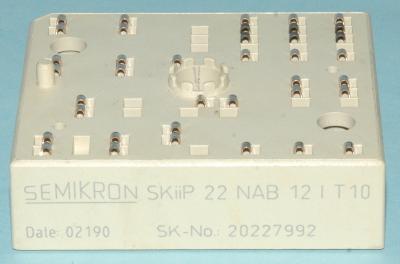 SEMIKRON SKiiP 22 NAB 12 I T10
Date: 02190 SK-No.: 20227992